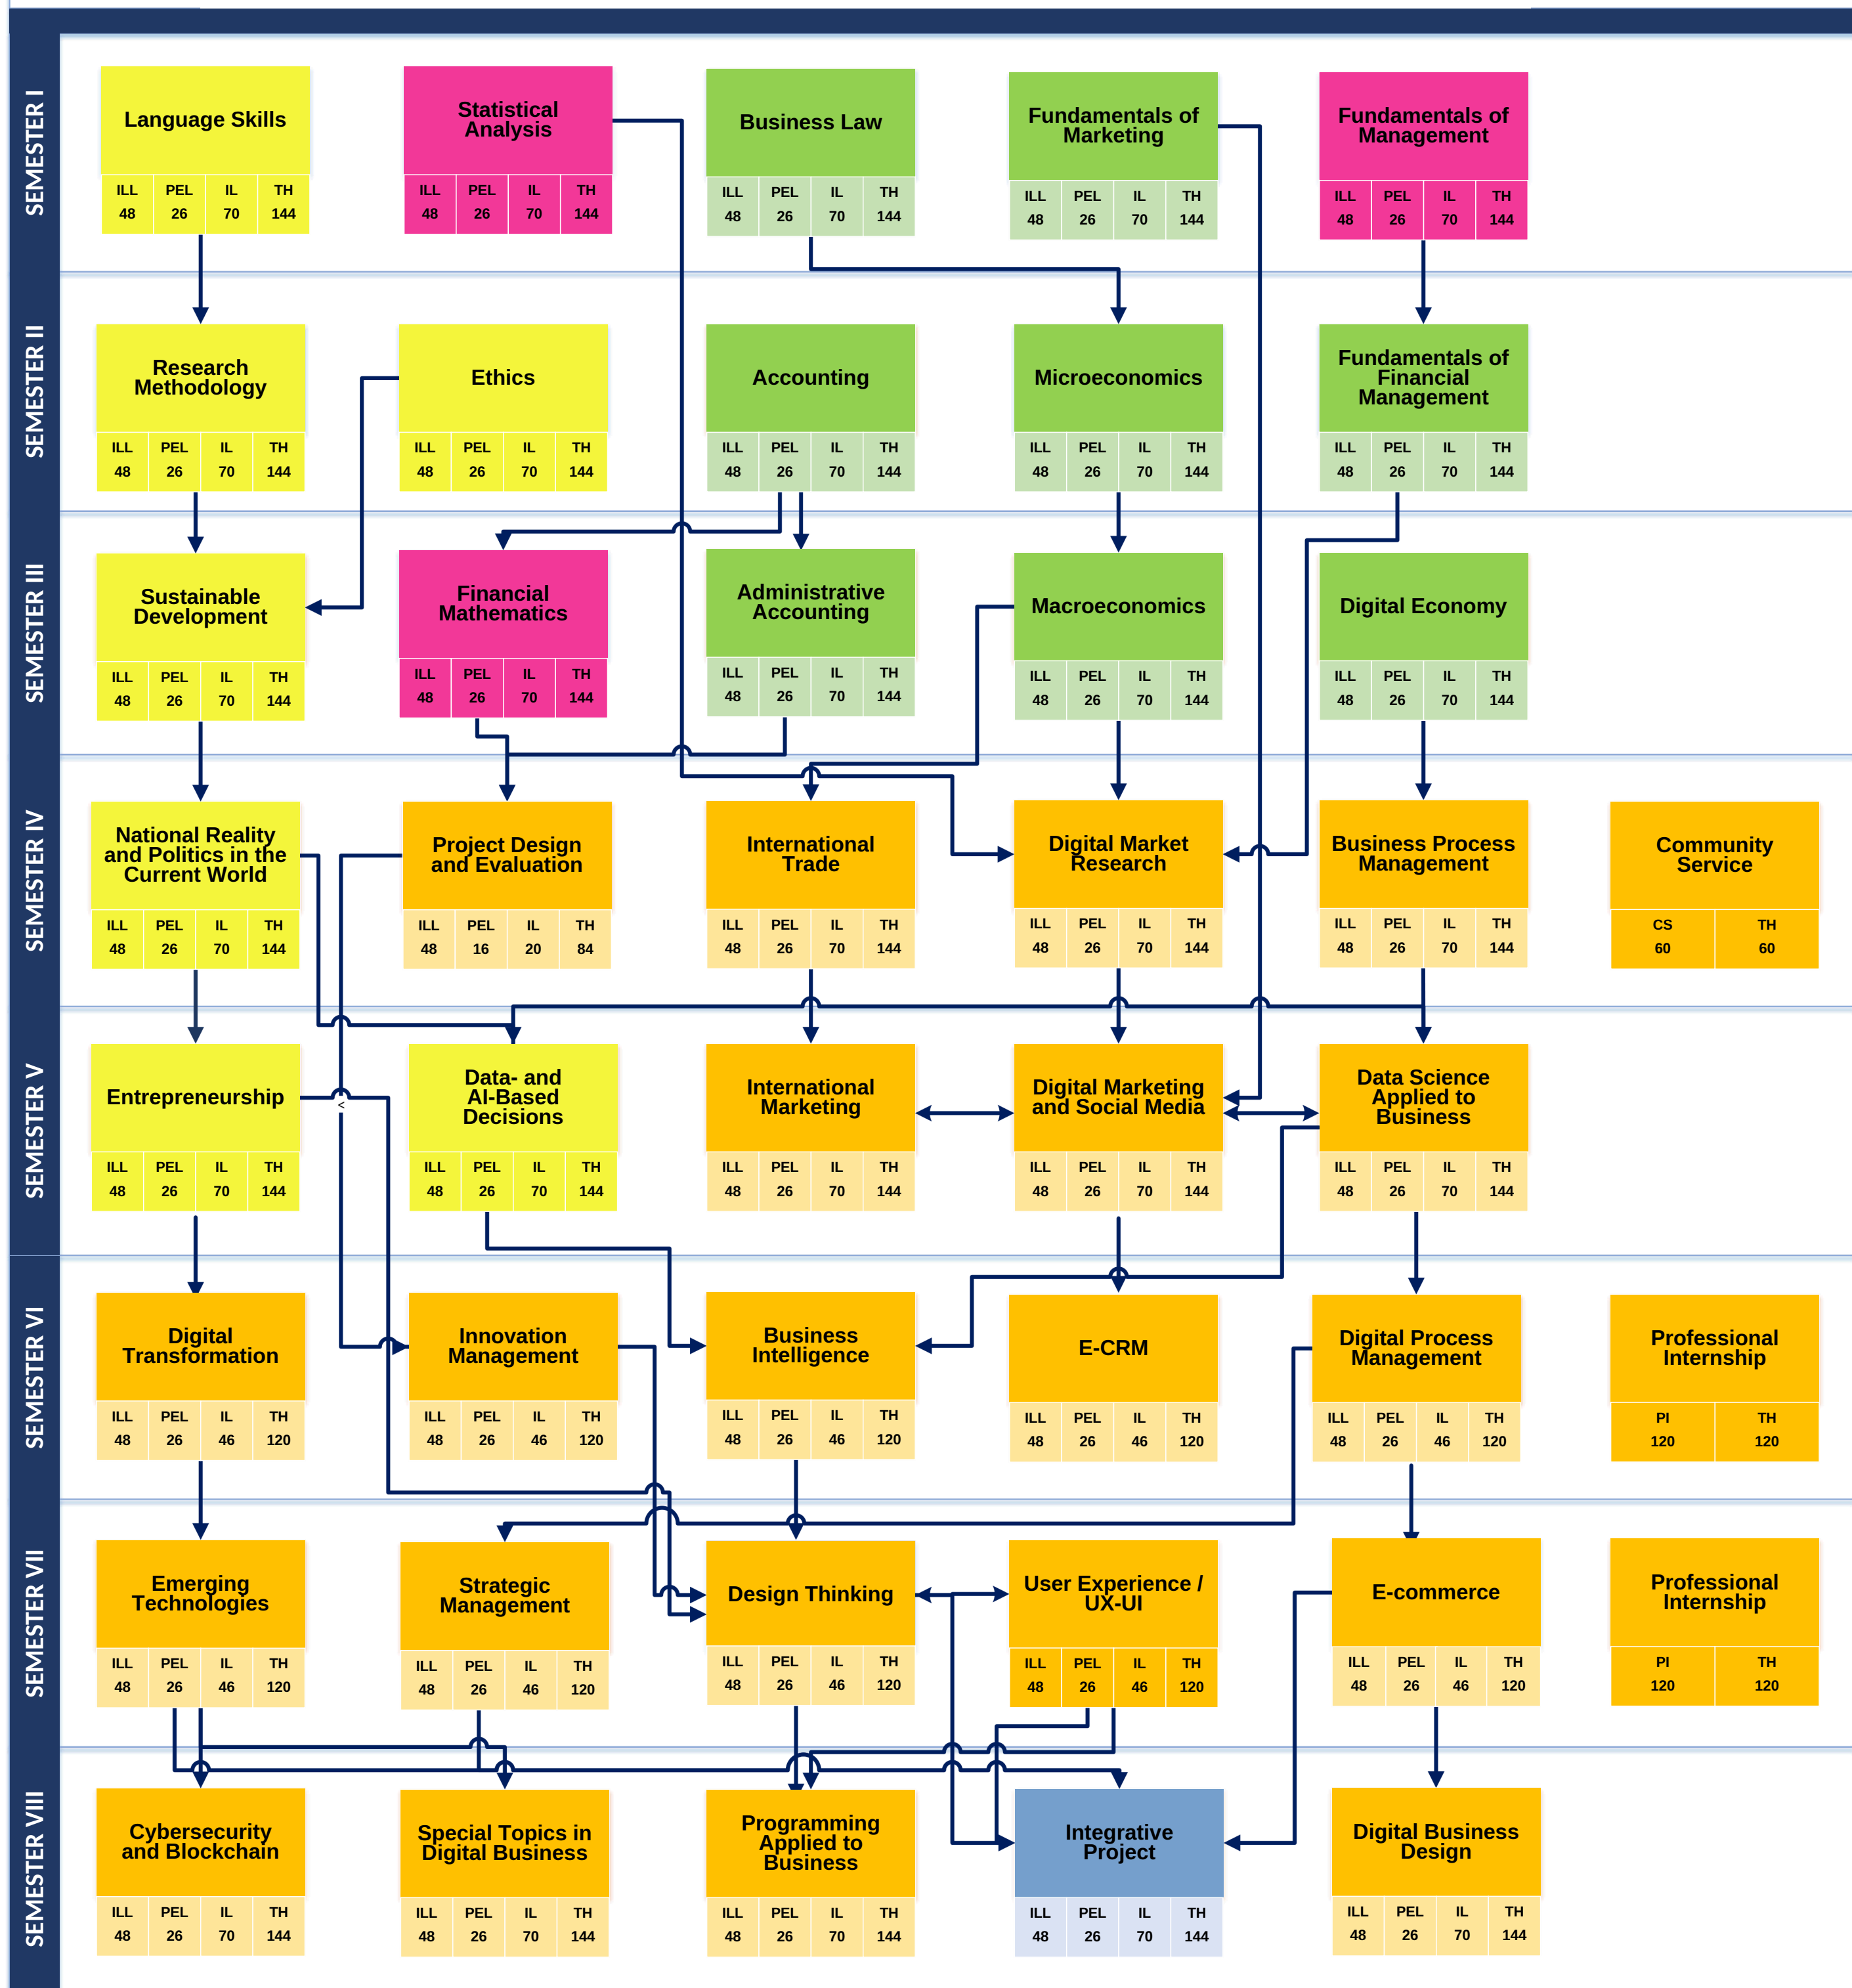 SEMESTER I
Language Skills
ILL PEL IL TH
48 26 70 144
Statistical
Analysis
ILL PEL IL TH
48 26 70 144
Business Law
ILL PEL IL TH
48 26 70 144
Fundamentals of
Marketing
ILL PEL IL TH
48 26 70 144
Fundamentals of
Management
ILL PEL IL TH
48 26 70 144
SEMESTER II
Research
Methodology
ILL PEL IL TH
48 26 70 144
Ethics
ILL PEL IL TH
48 26 70 144
Accounting
ILL PEL IL TH
48 26 70 144
Microeconomics
ILL PEL IL TH
48 26 70 144
Fundamentals of
Financial
Management
ILL PEL IL TH
48 26 70 144
SEMESTER III
Sustainable
Development
ILL PEL IL TH
48 26 70 144
Financial
Mathematics
ILL PEL IL TH
48 26 70 144
Administrative
Accounting
ILL PEL IL TH
48 26 70 144
Macroeconomics
ILL PEL IL TH
48 26 70 144
Digital Economy
ILL PEL IL TH
48 26 70 144
SEMESTER IV
National Reality
and Politics in the
Current World
ILL PEL IL TH
48 26 70 144
Project Design
and Evaluation
ILL PEL IL TH
48 16 20 84
International
Trade
ILL PEL IL TH
48 26 70 144
Digital Market
Research
ILL PEL IL TH
48 26 70 144
Business Process
Management
ILL PEL IL TH
48 26 70 144
Community
Service
CS TH
60 60
SEMESTER V
Entrepreneurship
ILL PEL IL TH
48 26 70 144
<
Data- and
AI-Based
Decisions
ILL PEL IL TH
48 26 70 144
International
Marketing
ILL PEL IL TH
48 26 70 144
Digital Marketing
and Social Media
ILL PEL IL TH
48 26 70 144
Data Science
Applied to
Business
ILL PEL IL TH
48 26 70 144
SEMESTER VI
Digital
Transformation
ILL PEL IL TH
48 26 46 120
Innovation
Management
ILL PEL IL TH
48 26 46 120
Business
Intelligence
ILL PEL IL TH
48 26 46 120
E-CRM
ILL PEL IL TH
48 26 46 120
Digital Process
Management
ILL PEL IL TH
48 26 46 120
Professional
Internship
PI TH
120 120
SEMESTER VII
Emerging
Technologies
ILL PEL IL TH
48 26 46 120
Strategic
Management
ILL PEL IL TH
48 26 46 120
Design Thinking
ILL PEL IL TH
48 26 46 120
User Experience /
UX-UI
ILL PEL IL TH
48 26 46 120
E-commerce
ILL PEL IL TH
48 26 46 120
Professional
Internship
PI TH
120 120
SEMESTER VIII
Cybersecurity
and Blockchain
ILL PEL IL TH
48 26 70 144
Special Topics in
Digital Business
ILL PEL IL TH
48 26 70 144
Programming
Applied to
Business
ILL PEL IL TH
48 26 70 144
Integrative
Project
ILL PEL IL TH
48 26 70 144
Digital Business
Design
ILL PEL IL TH
48 26 70 144